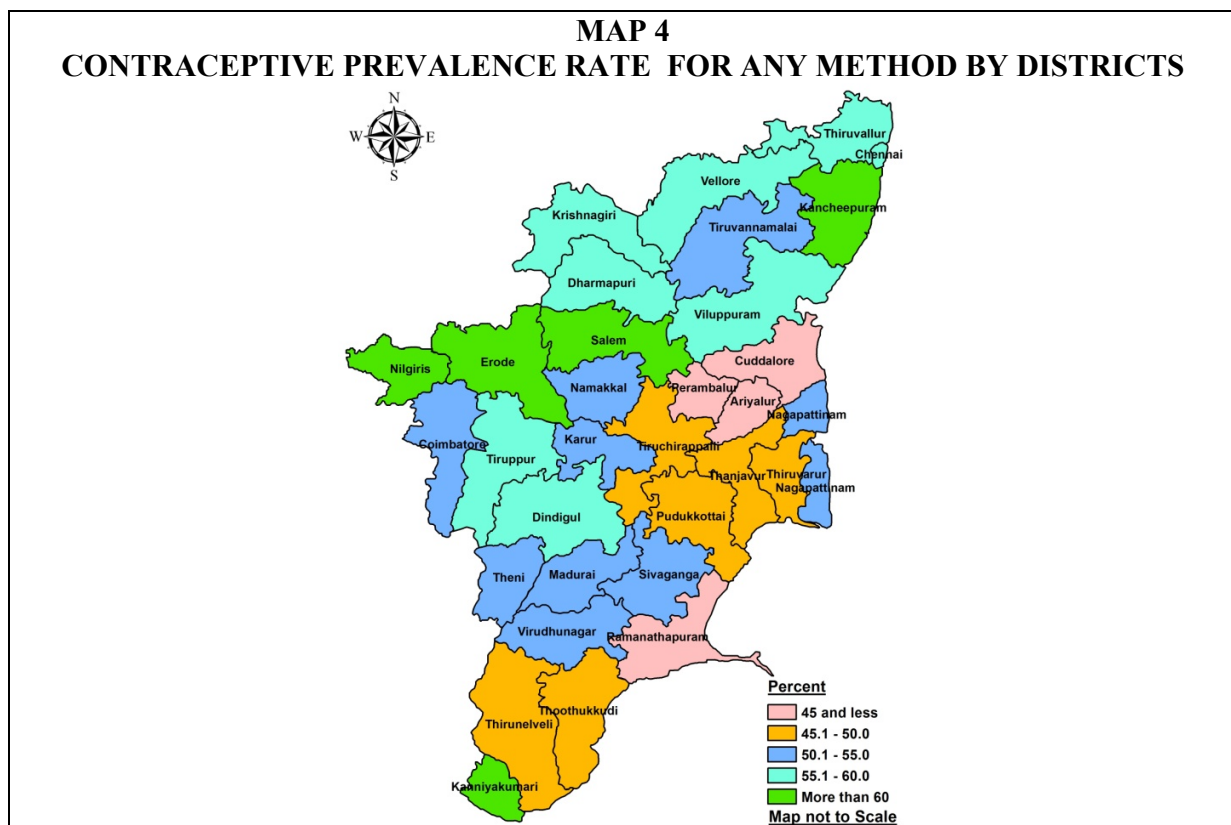 MAP 4
CONTRACEPTIVE PREVALENCE RATE FOR ANY METHOD BY DISTRICTS
N
W E
S
Thiruvallur
Chennai
Vellore
Kancheepuram
Krishnagiri
Tiruvannamalai
Dharmapuri
Viluppuram
Salem
Cuddalore
Erode
Nilgiris
Namakkal
Perambalur
Ariyalur
Nagapattinam
Karur
Coimbatore
Tiruchirappalli
Tiruppur
Thanjavur
Thiruvarur
Nagapattinam
Dindigul
Pudukkottai
Theni
Madurai
Sivaganga
Virudhunagar
Ramanathapuram
Thoothukkudi
Thirunelveli
Kanniyakumari
Percent
45 and less
45.1 - 50.0
50.1 - 55.0
55.1 - 60.0
More than 60
Map not to Scale